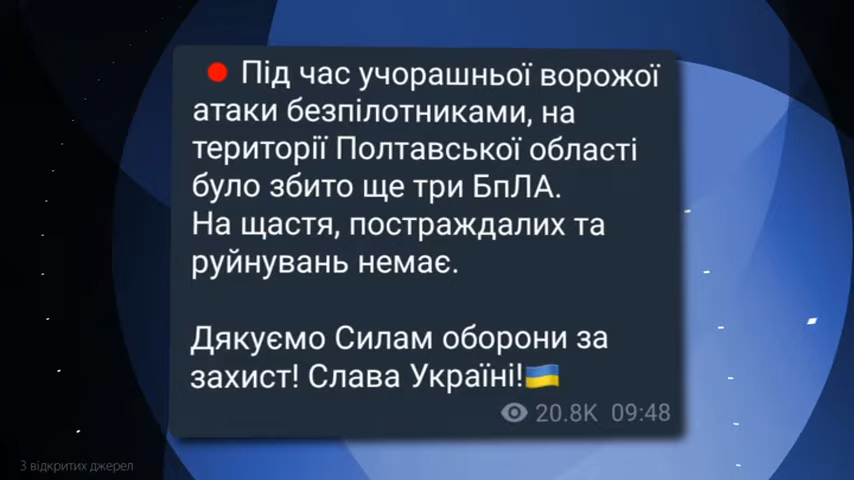 🔴 Під час учорашньої ворожої
атаки безпілотниками, на
території Полтавської області
було збито ще три БпЛА.
На щастя, постраждалих та
руйнувань немає.
Дякуємо Силам оборони за
захист! Слава Україні!🇺🇦
20.8K 09:48
З відкритих джерел